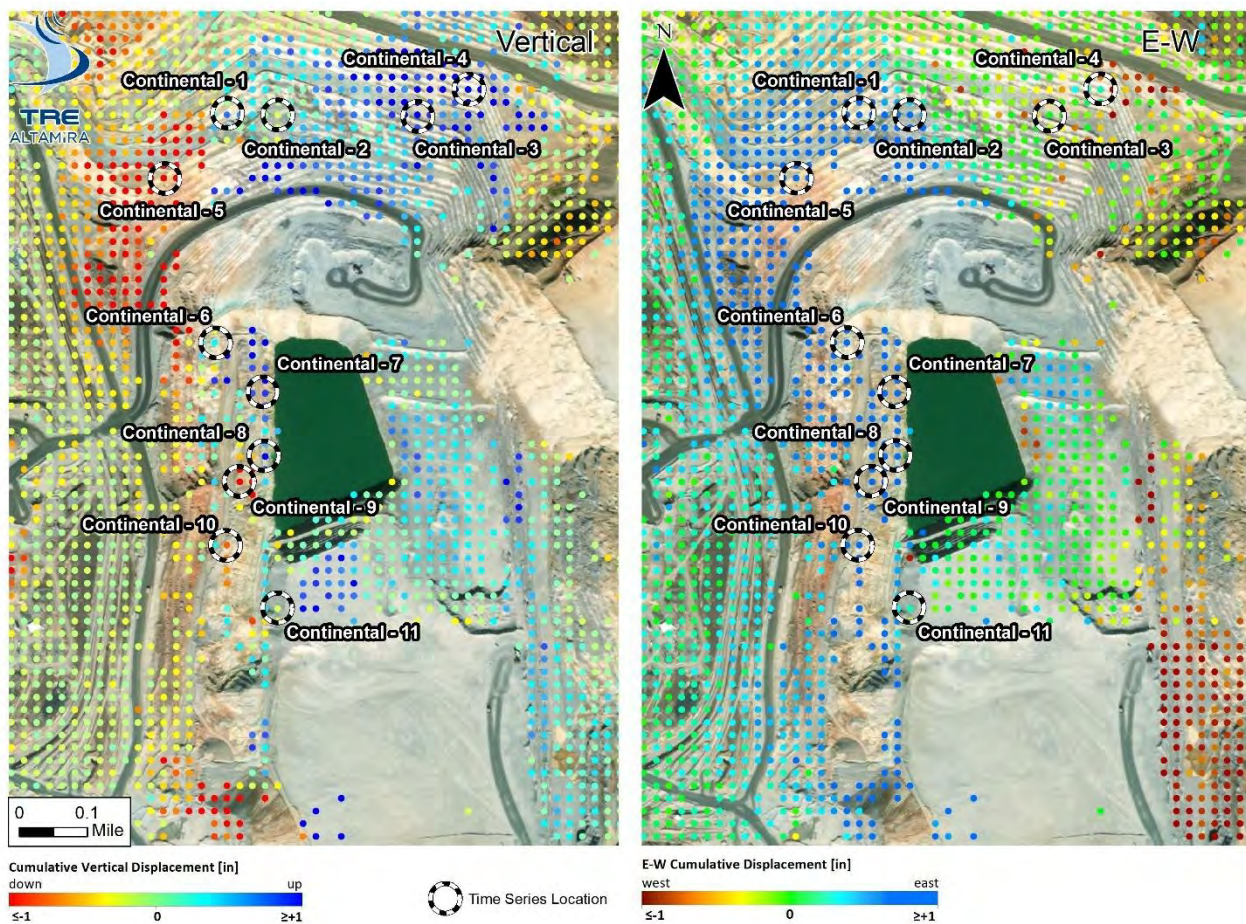 TRE
ALTAMIRA
Vertical
Continental - 1
Continental - 4
Continental - 2
Continental - 3
Continental - 5
Continental - 6
Continental - 7
Continental - 8
Continental - 9
Continental - 10
Continental - 11
0 0.1
Mile
Cumulative Vertical Displacement [in]
down up
≤-1 0 ≥+1
Time Series Location
N
E-W
Continental - 1
Continental - 4
Continental - 2
Continental - 3
Continental - 5
Continental - 6
Continental - 7
Continental - 8
Continental - 9
Continental - 10
Continental - 11
E-W Cumulative Displacement [in]
west east
≤-1 0 ≥+1